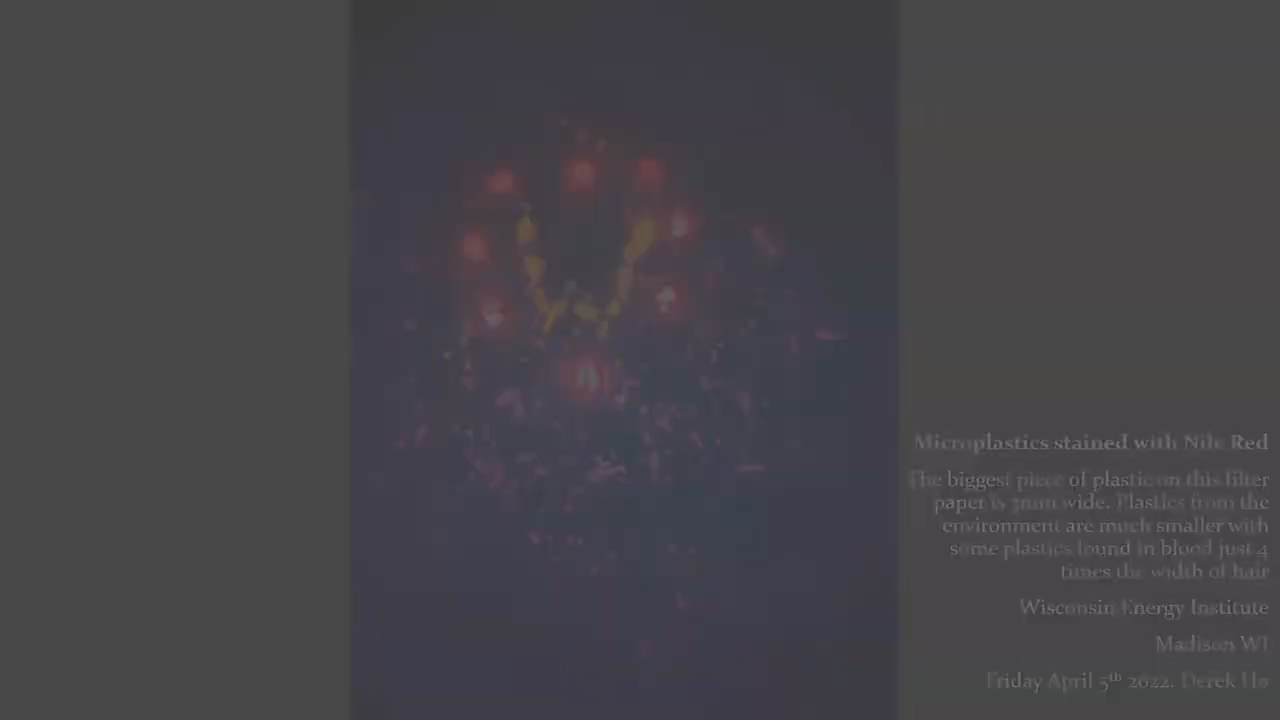 Microplastics stained with Nile Red
The biggest piece of plastic on this filter
paper is 3mm wide. Plastics from the
environment are much smaller with
some plastics found in blood just 4
times the width of hair
Wisconsin Energy Institute
Madison WI
Friday April 5th 2022. Derek Ho